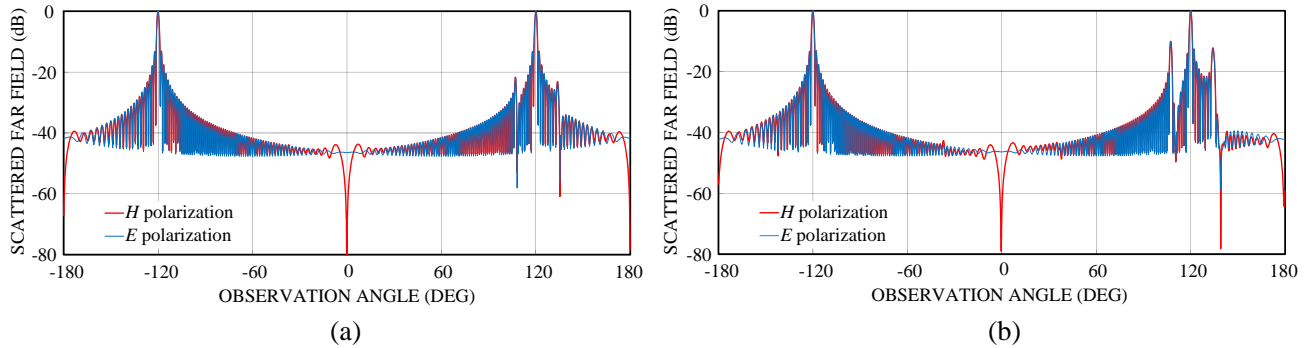 0
-20
-40
-60
-80
SCATTERED FAR FIELD (dB)
H polarization
E polarization
-180 -120 -60 0 60 120 180
OBSERVATION ANGLE (DEG)
(a)
0
-20
-40
-60
-80
SCATTERED FAR FIELD (dB)
H polarization
E polarization
-180 -120 -60 0 60 120 180
OBSERVATION ANGLE (DEG)
(b)